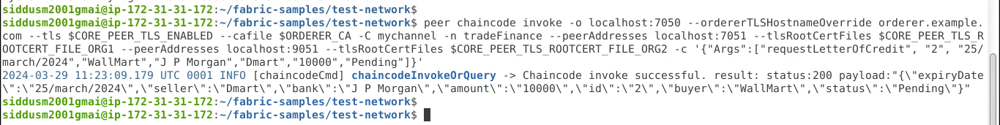 siddusm2001gmai@ip-172-31-31-172:~/fabric-samples/test-network$
siddusm2001gmai@ip-172-31-31-172:~/fabric-samples/test-network$ peer chaincode invoke -o localhost:7050 --ordererTLSHostnameOverride orderer.example.
com --tls $CORE_PEER_TLS_ENABLED --cafile $ORDERER_CA -C mychannel -n tradeFinance --peerAddresses localhost:7051 --tlsRootCertFiles $CORE_PEER_TLS_R
OOTCERT_FILE_ORG1 --peerAddresses localhost:9051 --tlsRootCertFiles $CORE_PEER_TLS_ROOTCERT_FILE_ORG2 -c '{"Args":["requestLetterOfCredit", "2", "25/
march/2024","WallMart","J P Morgan","Dmart","10000","Pending"]}'
2024-03-29 11:23:09.179 UTC 0001 INFO [chaincodeCmd] chaincodeInvokeOrQuery -> Chaincode invoke successful. result: status:200 payload:"{\"expiryDate
\":\"25/march/2024\",\"seller\":\"Dmart\",\"bank\":\"J P Morgan\",\"amount\":\"10000\",\"id\":\"2\",\"buyer\":\"WallMart\",\"status\":\"Pending\"}"
siddusm2001gmai@ip-172-31-31-172:~/fabric-samples/test-network$
siddusm2001gmai@ip-172-31-31-172:~/fabric-samples/test-network$